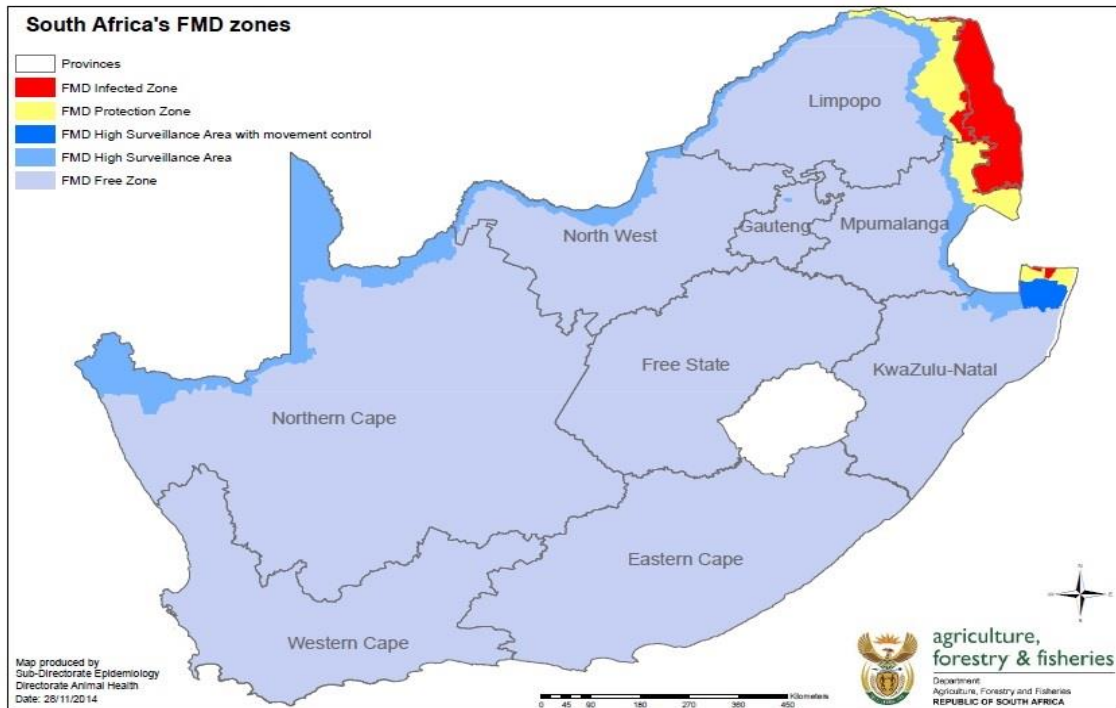 South Africa's FMD zones
Provinces
FMD Infected Zone
FMD Protection Zone
FMD High Surveillance Area with movement control
FMD High Surveillance Area
FMD Free Zone
Limpopo
North West
Gauteng
Mpumalanga
Free State
KwaZulu-Natal
Northern Cape
Eastern Cape
Western Cape
Map produced by
Sub-Directorate Epidemiology
Directorate Animal Health
Date: 28/11/2014
Kilometers
0 45 90 180 270 360 450
N
E
S
agriculture,
forestry & fisheries
Department:
Agriculture, Forestry and Fisheries
REPUBLIC OF SOUTH AFRICA